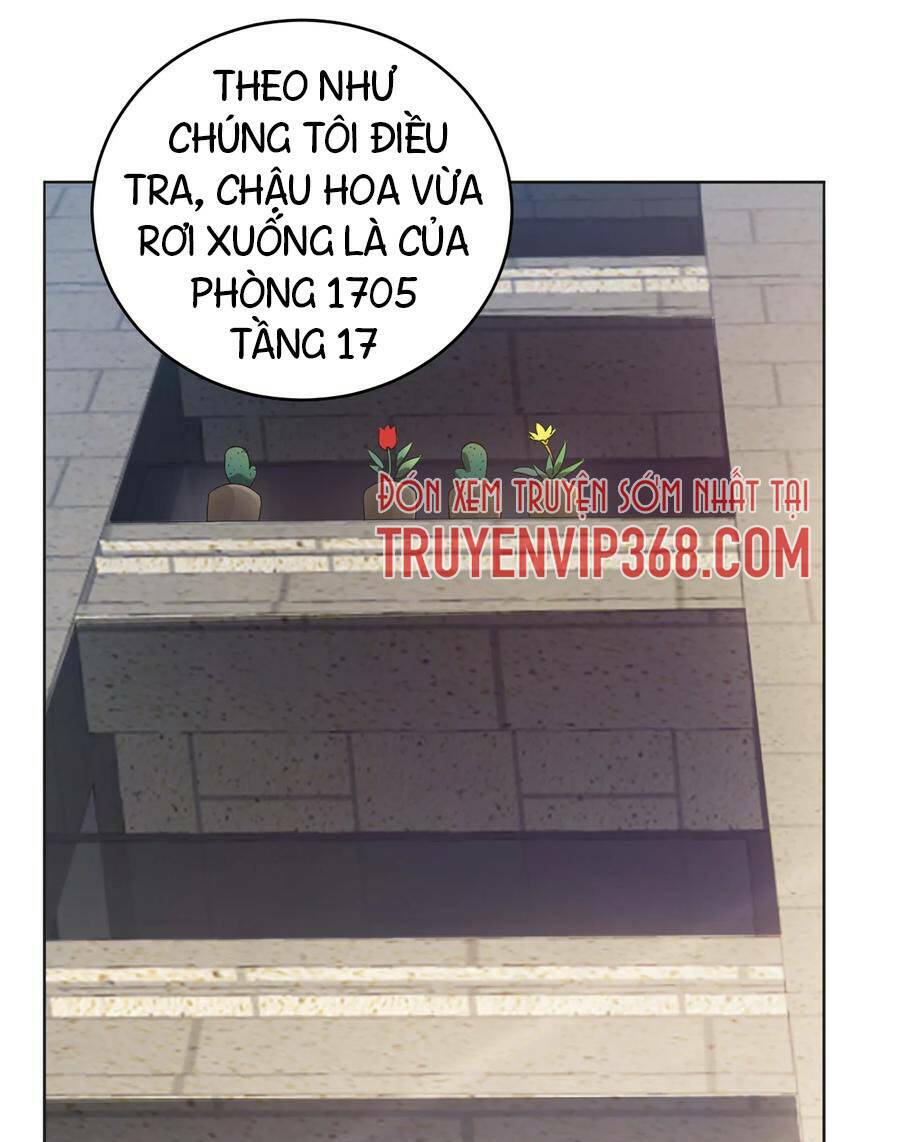 THEO NHƯ
CHÚNG TÔI ĐIỀU
TRA, CHẬU HOA VỪA
RƠI XUỐNG LÀ CỦA
PHÒNG 1705
TẦNG 17
ĐÓN XEM TRUYỆN SỚM NHẤT TẠI
TRUYENVIP368.COM